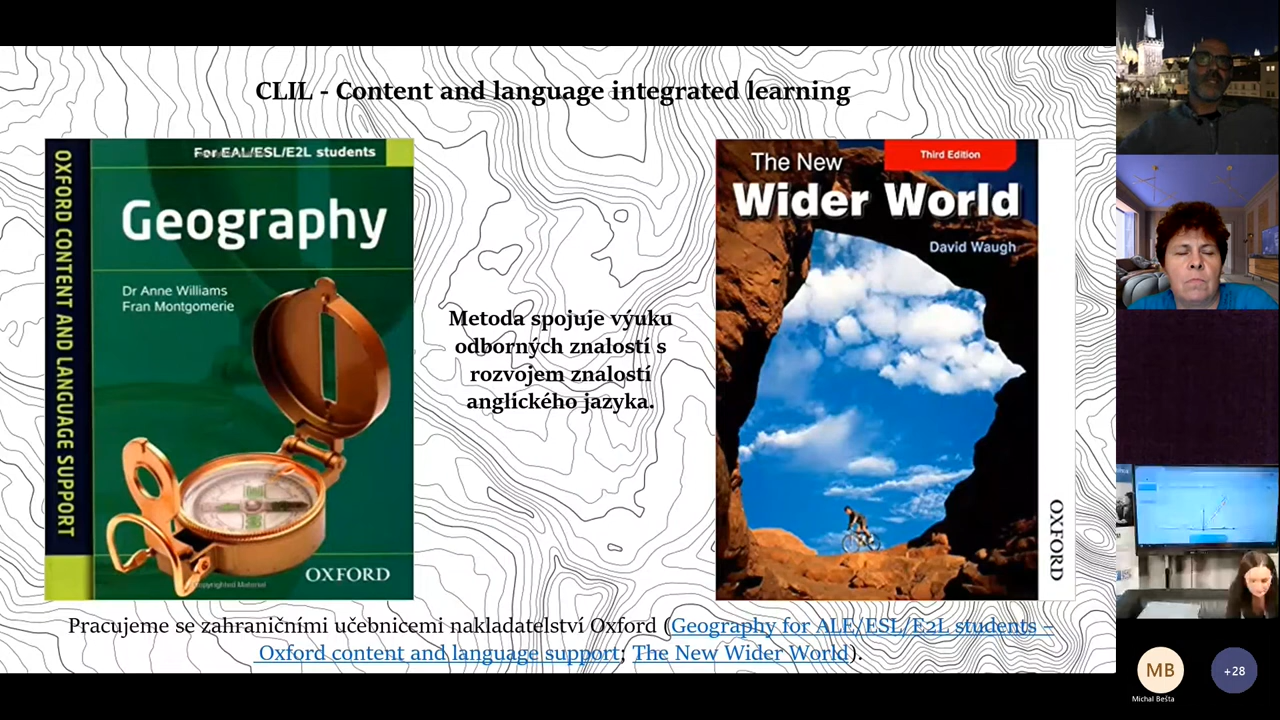 CLIL - Content and language integrated learning
OXFORD CONTENT AND LANGUAGE SUPPORT
For EAL/ESL/E2L students
Geography
Dr Anne Williams
Fran Montgomerie
Copyrighted Material
OXFORD
Metoda spojuje výuku
odborných znalostí s
rozvojem znalostí
anglického jazyka.
The New
Third Edition
Wider World
David Waugh
OXFORD
Pracujeme se zahraničními učebnicemi nakladatelství Oxford (Geography for ALE/ESL/E2L students –
Oxford content and language support; The New Wider World).
MB
+28
Michal Bešta